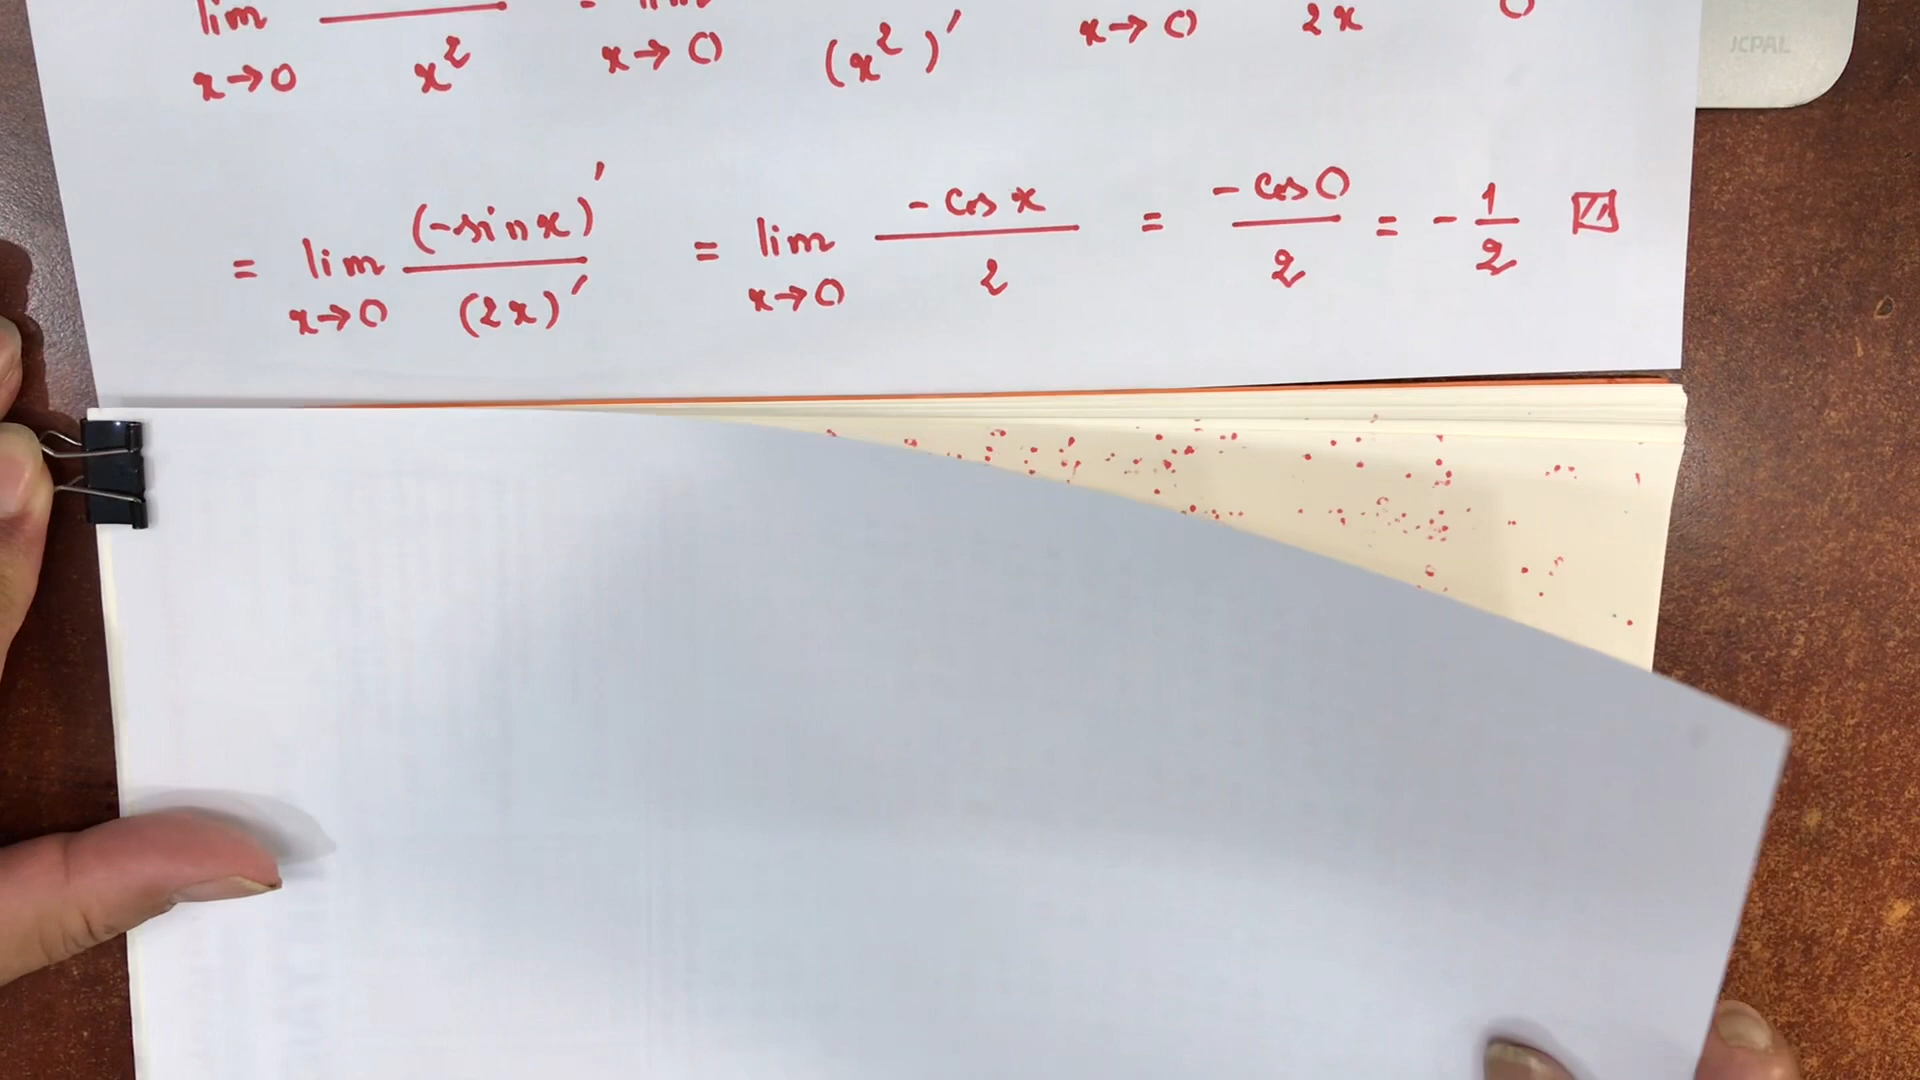 lim x→0 x² = lim x→0 (x²)′ x→0 2x 0
= lim x→0 (-sin x)′ / (2x)′ = lim x→0 -cos x / 2 = -cos 0 / 2 = - 1/2
JCPAL